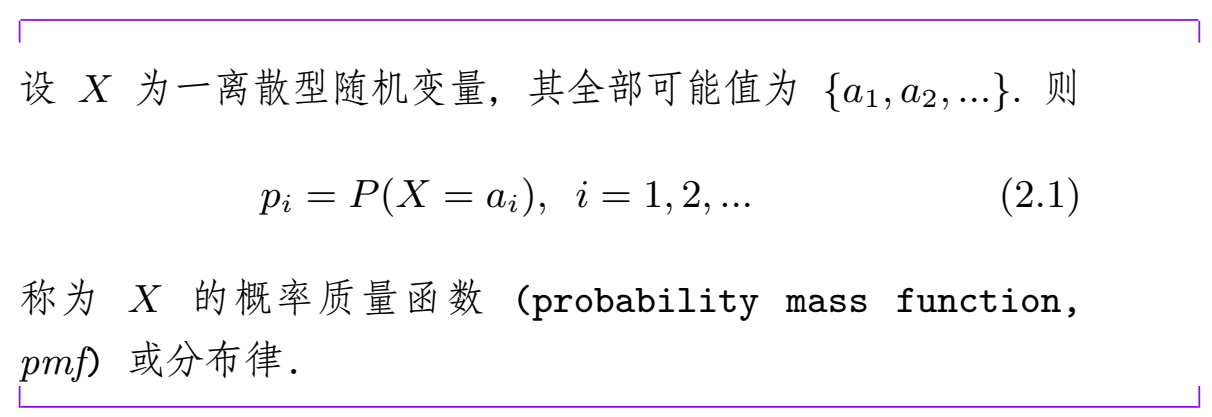 设 X 为一离散型随机变量, 其全部可能值为 {a₁, a₂, ...}. 则
pᵢ = P(X = aᵢ), i = 1, 2, ... (2.1)
称为 X 的概率质量函数 (probability mass function,
pmf) 或分布律.